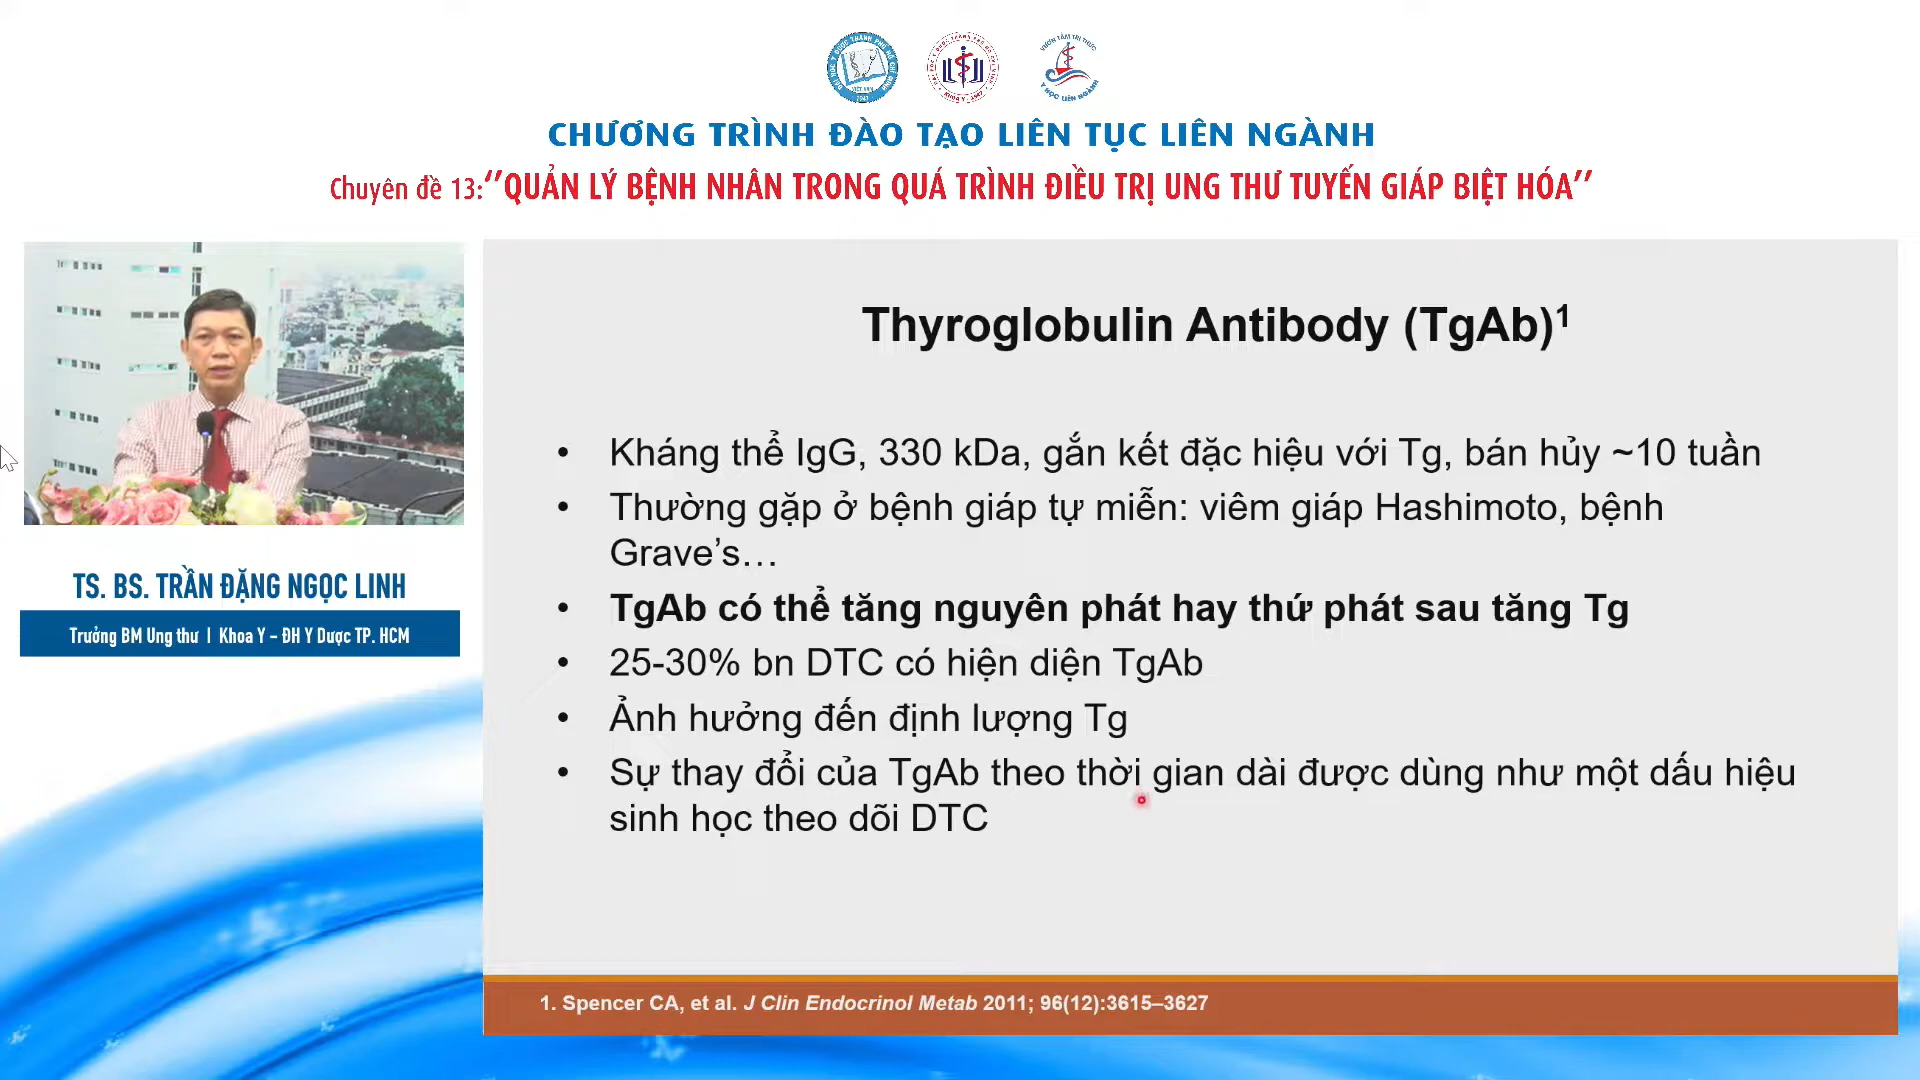 CHƯƠNG TRÌNH ĐÀO TẠO LIÊN TỤC LIÊN NGÀNH
Chuyên đề 13:‘’QUẢN LÝ BỆNH NHÂN TRONG QUÁ TRÌNH ĐIỀU TRỊ UNG THƯ TUYẾN GIÁP BIỆT HÓA’’
TS. BS. TRẦN ĐẶNG NGỌC LINH
Trưởng BM Ung thư | Khoa Y – ĐH Y Dược TP. HCM
Thyroglobulin Antibody (TgAb)¹
• Kháng thể IgG, 330 kDa, gắn kết đặc hiệu với Tg, bán hủy ~10 tuần
• Thường gặp ở bệnh giáp tự miễn: viêm giáp Hashimoto, bệnh
Grave’s…
• TgAb có thể tăng nguyên phát hay thứ phát sau tăng Tg
• 25-30% bn DTC có hiện diện TgAb
• Ảnh hưởng đến định lượng Tg
• Sự thay đổi của TgAb theo thời gian dài được dùng như một dấu hiệu
sinh học theo dõi DTC
1. Spencer CA, et al. J Clin Endocrinol Metab 2011; 96(12):3615–3627